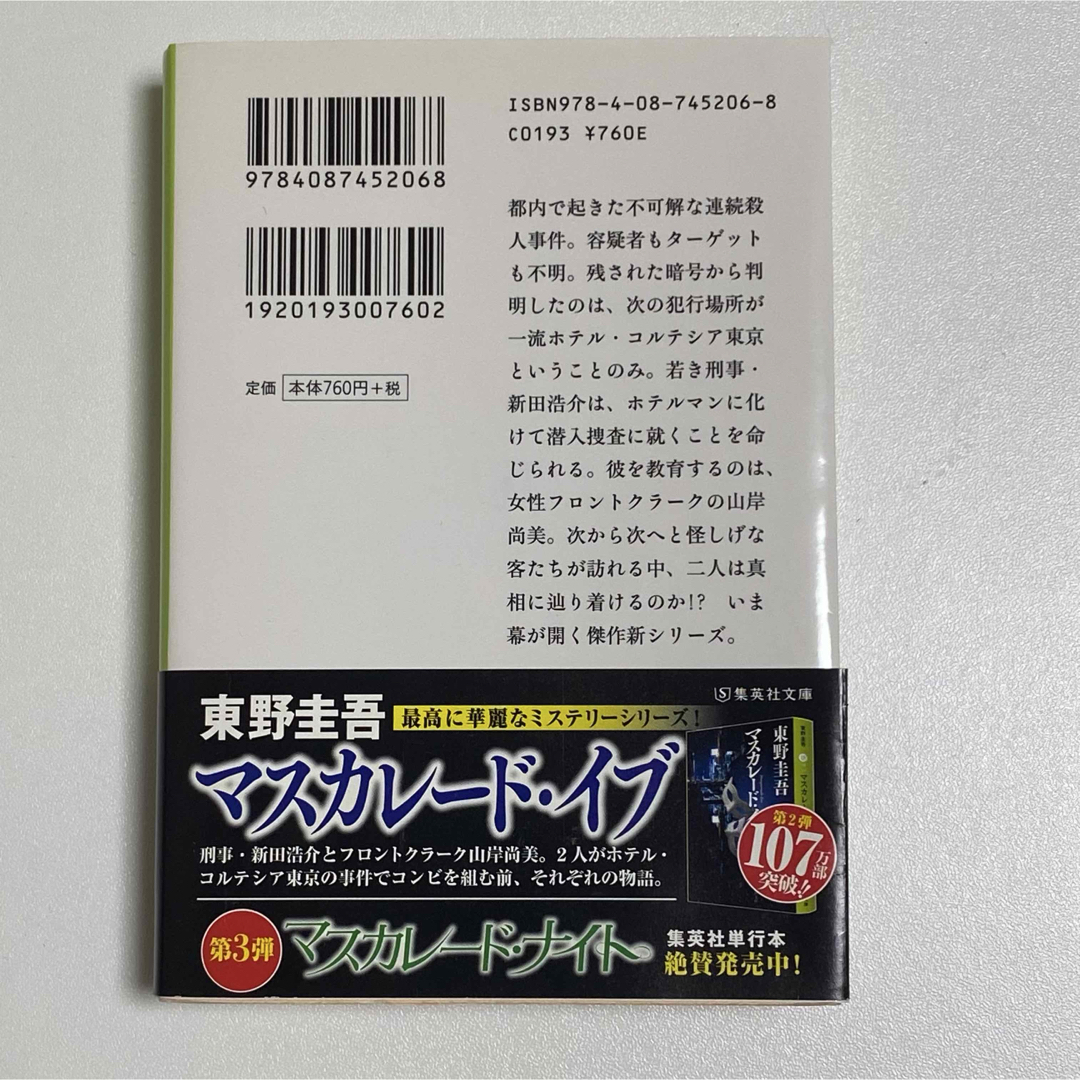 ISBN978-4-08-745206-8
C0193 ¥760E
9784087452068
1920193007602
定価 本体760円+税
都内で起きた不可解な連続殺
人事件。容疑者もターゲット
も不明。残された暗号から判
明したのは、次の犯行場所が
一流ホテル・コルテシア東京
ということのみ。若き刑事・
新田浩介は、ホテルマンに化
けて潜入捜査に就くことを命
じられる。彼を教育するのは、
女性フロントクラークの山岸
尚美。次から次へと怪しげな
客たちが訪れる中、二人は真
相に辿り着けるのか!? いま
幕が開く傑作新シリーズ。
S集英社文庫
東野圭吾
最高に華麗なミステリーシリーズ!
マスカレード・イブ
刑事・新田浩介とフロントクラーク山岸尚美。2人がホテル・
コルテシア東京の事件でコンビを組む前、それぞれの物語。
東野圭吾
マスカレード・
東野圭吾
第2弾
107万部
突破!!
第3弾
マスカレード・ナイト
集英社単行本
絶賛発売中!